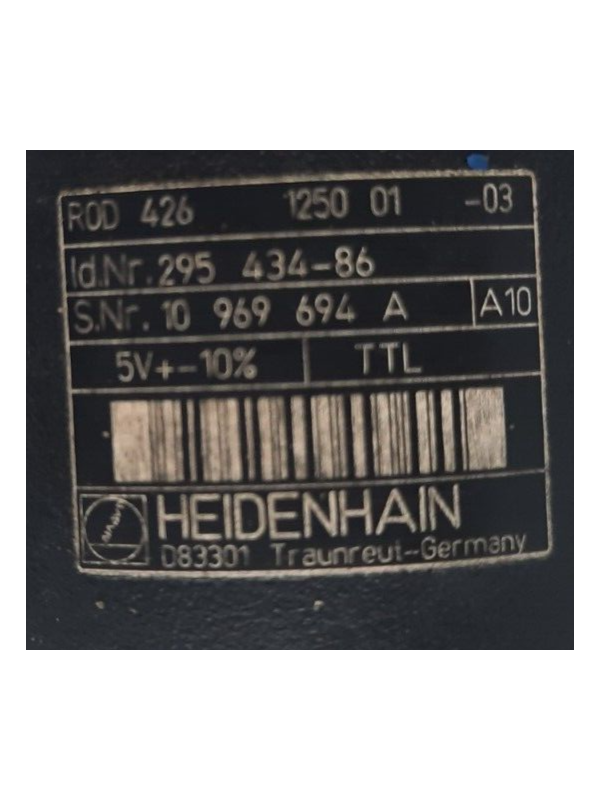 ROD 426 1250 01 -03
Id.Nr. 295 434-86
S.Nr. 10 969 694 A A10
5V+-10% TTL
HEIDENHAIN
D83301 Traunreut-Germany